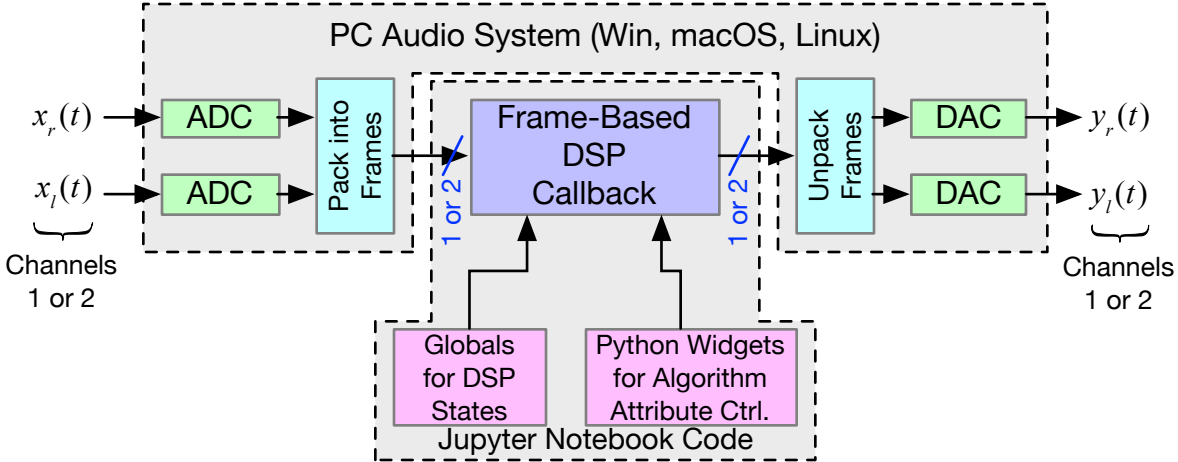 PC Audio System (Win, macOS, Linux)
x_r(t)
ADC
x_l(t)
ADC
Channels
1 or 2
Pack into
Frames
1 or 2
Frame-Based
DSP
Callback
1 or 2
Unpack
Frames
DAC
y_r(t)
DAC
y_l(t)
Channels
1 or 2
Globals
for DSP
States
Python Widgets
for Algorithm
Attribute Ctrl.
Jupyter Notebook Code